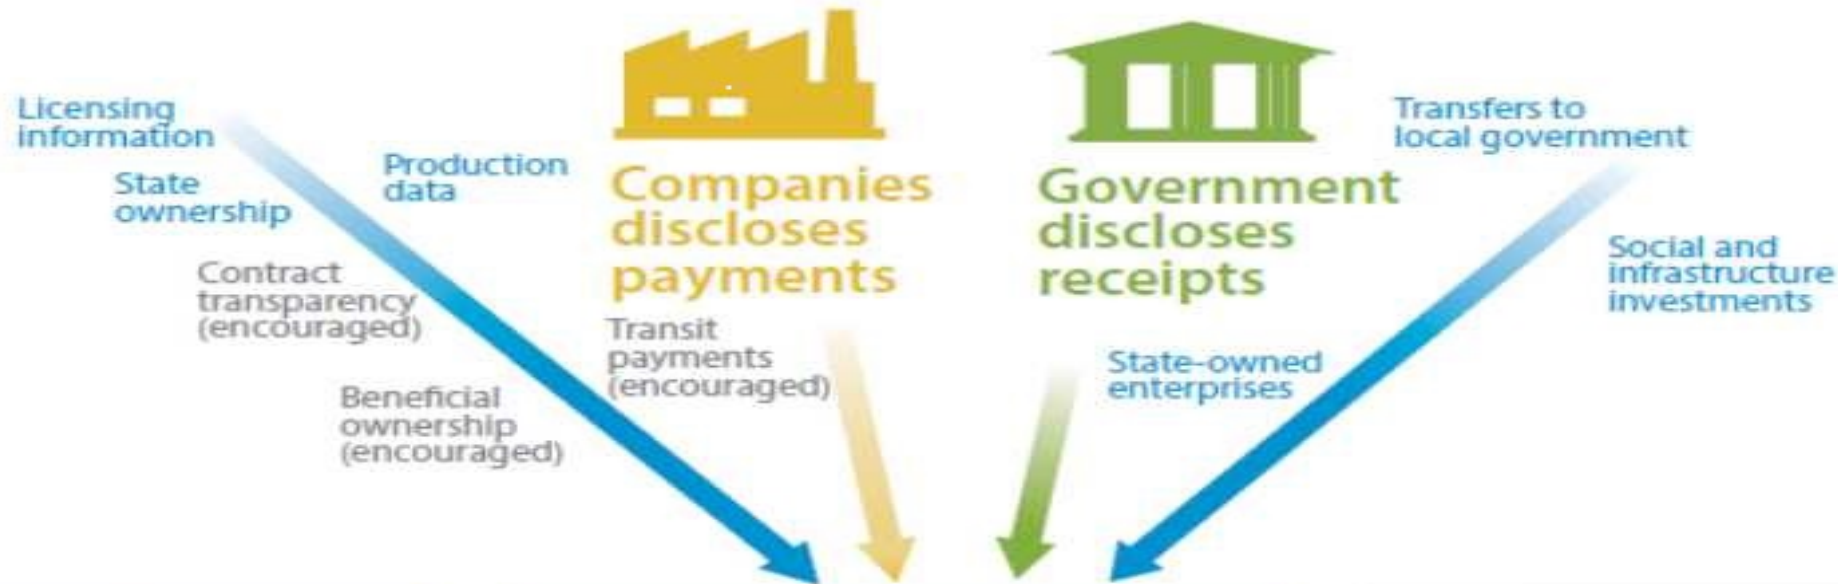 Licensing
information
State
ownership
Production
data
Contract
transparency
(encouraged)
Beneficial
ownership
(encouraged)
Companies
discloses
payments
Transit
payments
(encouraged)
Government
discloses
receipts
State-owned
enterprises
Transfers to
local government
Social and
infrastructure
investments